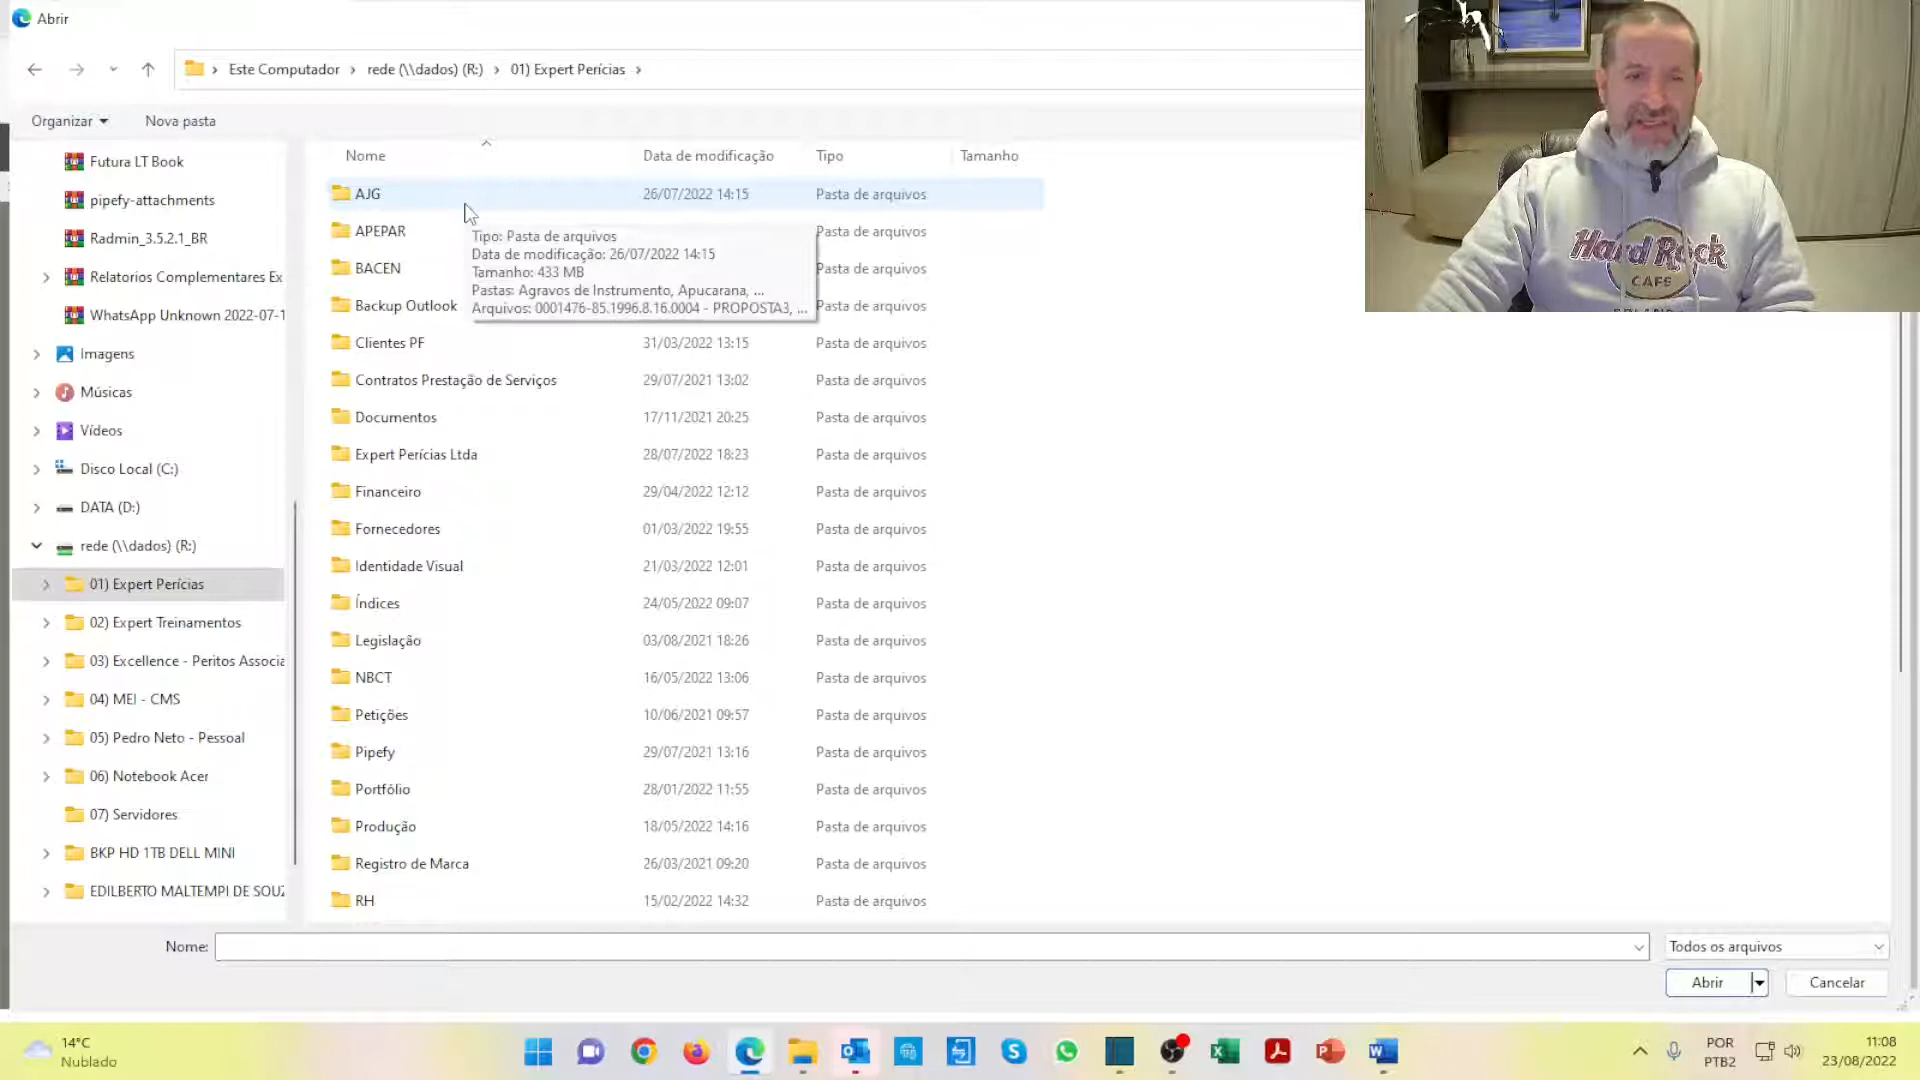 Abrir
Este Computador › rede (\\dados) (R:) › 01) Expert Perícias ›
Organizar
Nova pasta
Futura LT Book
pipefy-attachments
Radmin_3.5.2.1_BR
Relatorios Complementares Ex
WhatsApp Unknown 2022-07-1
Imagens
Músicas
Vídeos
Disco Local (C:)
DATA (D:)
rede (\\dados) (R:)
01) Expert Perícias
02) Expert Treinamentos
03) Excellence - Peritos Associa
04) MEI - CMS
05) Pedro Neto - Pessoal
06) Notebook Acer
07) Servidores
BKP HD 1TB DELL MINI
EDILBERTO MALTEMPI DE SOUZ
Nome Data de modificação Tipo Tamanho
AJG 26/07/2022 14:15 Pasta de arquivos
APEPAR Pasta de arquivos
BACEN Pasta de arquivos
Backup Outlook Pasta de arquivos
Tipo: Pasta de arquivos
Data de modificação: 26/07/2022 14:15
Tamanho: 433 MB
Pastas: Agravos de Instrumento, Apucarana, ...
Arquivos: 0001476-85.1996.8.16.0004 - PROPOSTA3, ...
Clientes PF 31/03/2022 13:15 Pasta de arquivos
Contratos Prestação de Serviços 29/07/2021 13:02 Pasta de arquivos
Documentos 17/11/2021 20:25 Pasta de arquivos
Expert Perícias Ltda 28/07/2022 18:23 Pasta de arquivos
Financeiro 29/04/2022 12:12 Pasta de arquivos
Fornecedores 01/03/2022 19:55 Pasta de arquivos
Identidade Visual 21/03/2022 12:01 Pasta de arquivos
Índices 24/05/2022 09:07 Pasta de arquivos
Legislação 03/08/2021 18:26 Pasta de arquivos
NBCT 16/05/2022 13:06 Pasta de arquivos
Petições 10/06/2021 09:57 Pasta de arquivos
Pipefy 29/07/2021 13:16 Pasta de arquivos
Portfólio 28/01/2022 11:55 Pasta de arquivos
Produção 18/05/2022 14:16 Pasta de arquivos
Registro de Marca 26/03/2021 09:20 Pasta de arquivos
RH 15/02/2022 14:32 Pasta de arquivos
Nome:
Todos os arquivos
Abrir
Cancelar
Hard Rock
CAFE
14°C
Nublado
POR
PTB2
11:08
23/08/2022